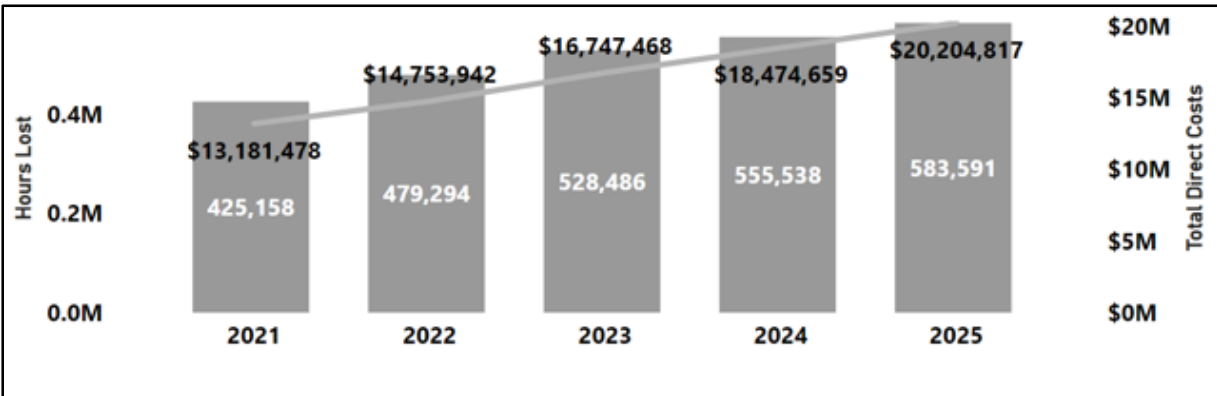 $20M
$20,204,817
$16,747,468
$18,474,659
$14,753,942
$15M
0.4M
$13,181,478
$10M
Hours Lost
Total Direct Costs
425,158
479,294
528,486
555,538
583,591
0.2M
$5M
0.0M
$0M
2021
2022
2023
2024
2025